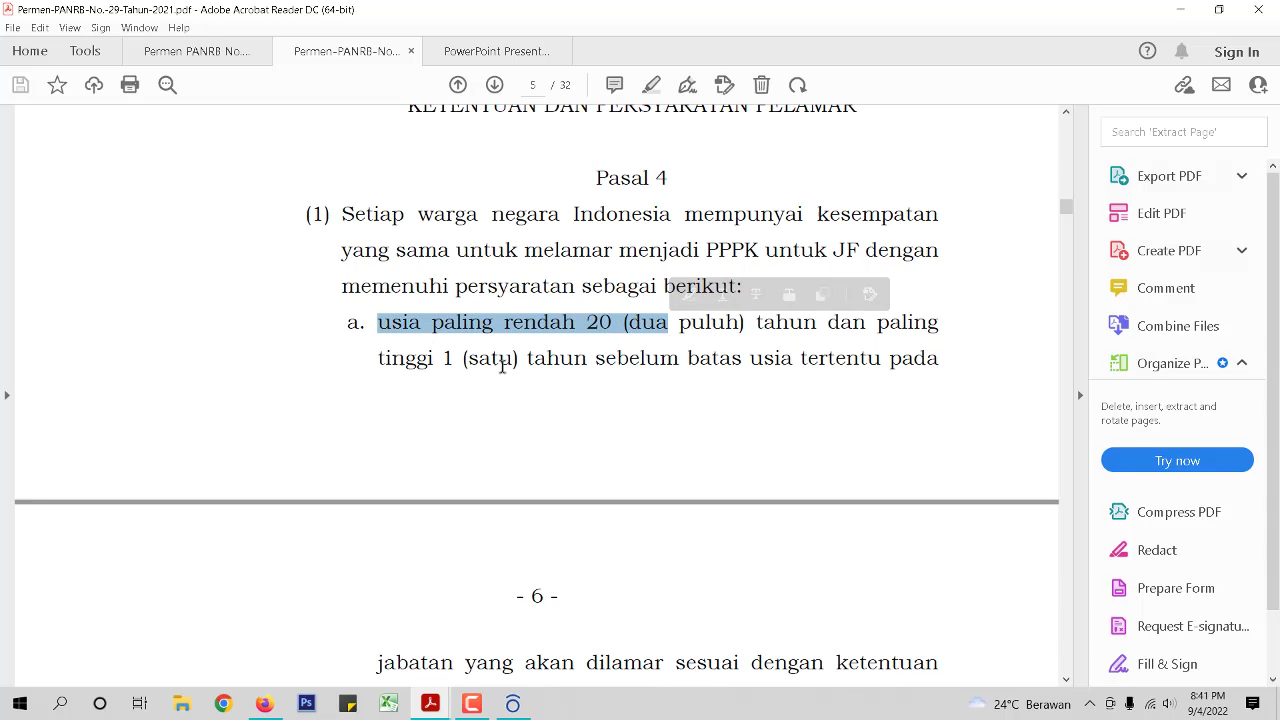 Permen-PANRB-No.-29-Tahun-2021.pdf - Adobe Acrobat Reader DC (64-bit)
File Edit View Sign Window Help
Home Tools Permen PANRB No... Permen-PANRB-No... × PowerPoint Present... Sign In
5 / 32
KETENTUAN DAN PERSYARATAN PELAMAR
Pasal 4
(1) Setiap warga negara Indonesia mempunyai kesempatan
yang sama untuk melamar menjadi PPPK untuk JF dengan
memenuhi persyaratan sebagai berikut:
a. usia paling rendah 20 (dua puluh) tahun dan paling
tinggi 1 (satu) tahun sebelum batas usia tertentu pada
- 6 -
jabatan yang akan dilamar sesuai dengan ketentuan
Search 'Extract Page'
Export PDF
Edit PDF
Create PDF
Comment
Combine Files
Organize P...
Delete, insert, extract and
rotate pages.
Try now
Compress PDF
Redact
Prepare Form
Request E-signatu...
Fill & Sign
24°C Berawan
8:41 PM
9/4/2022